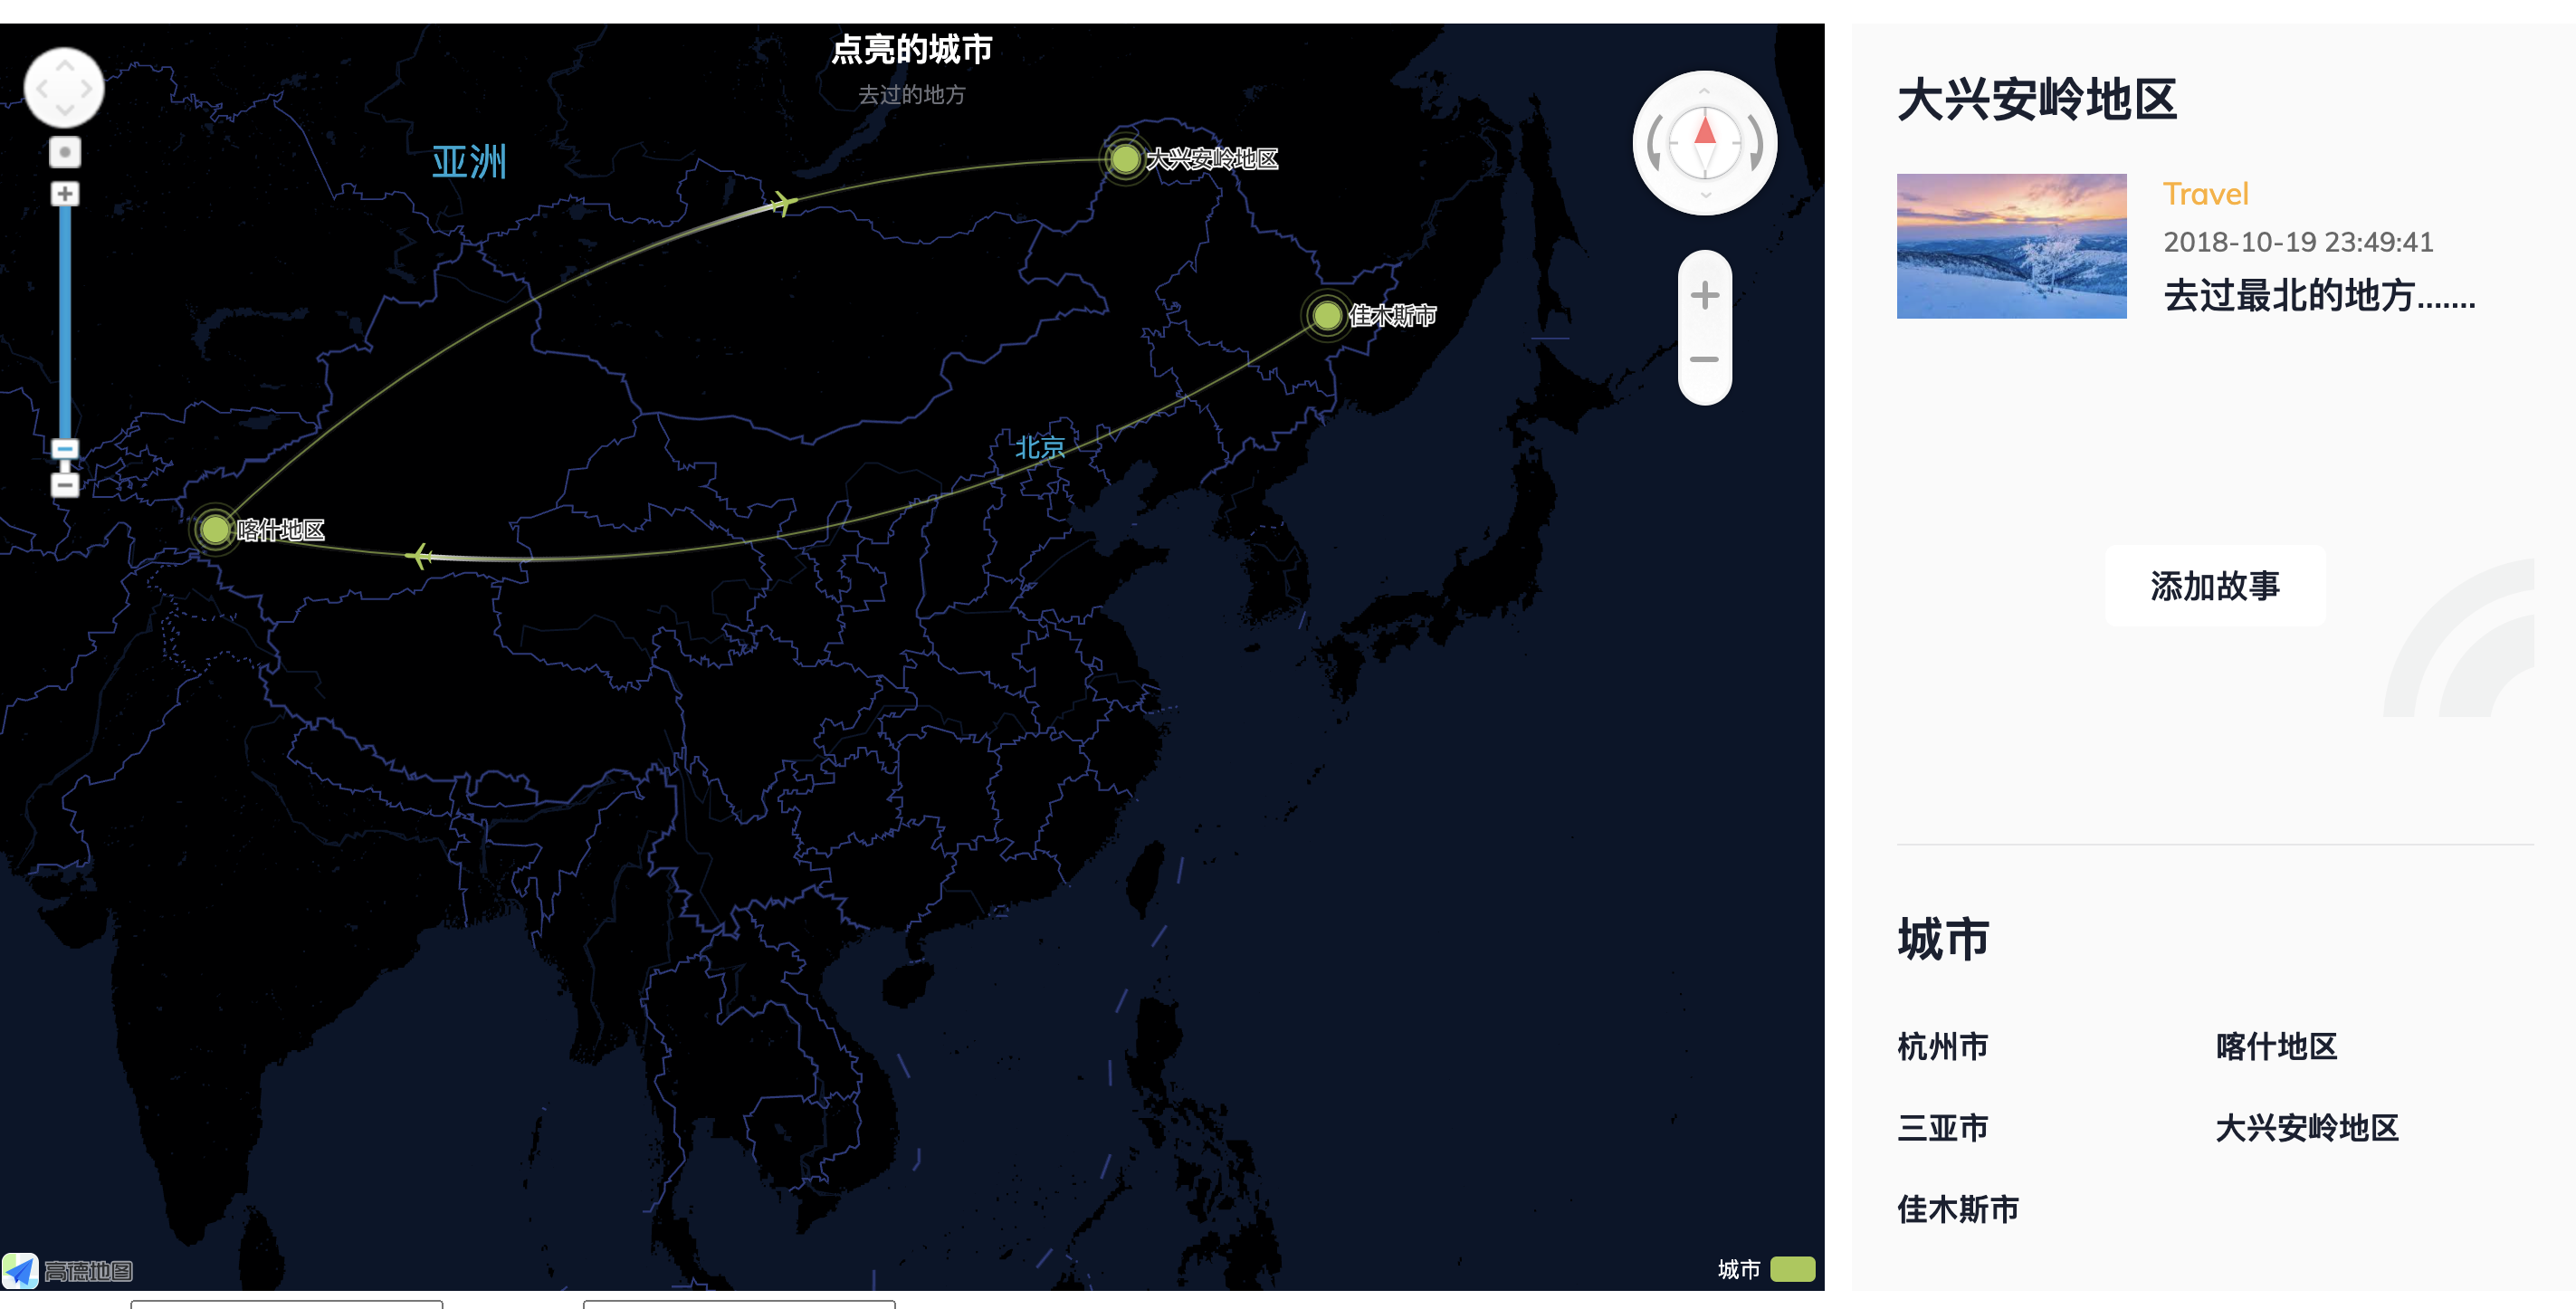 点亮的城市
去过的地方
亚洲
大兴安岭地区
佳木斯市
北京
喀什地区
高德地图
城市
大兴安岭地区
Travel
2018-10-19 23:49:41
去过最北的地方.......
添加故事
城市
杭州市 喀什地区
三亚市 大兴安岭地区
佳木斯市